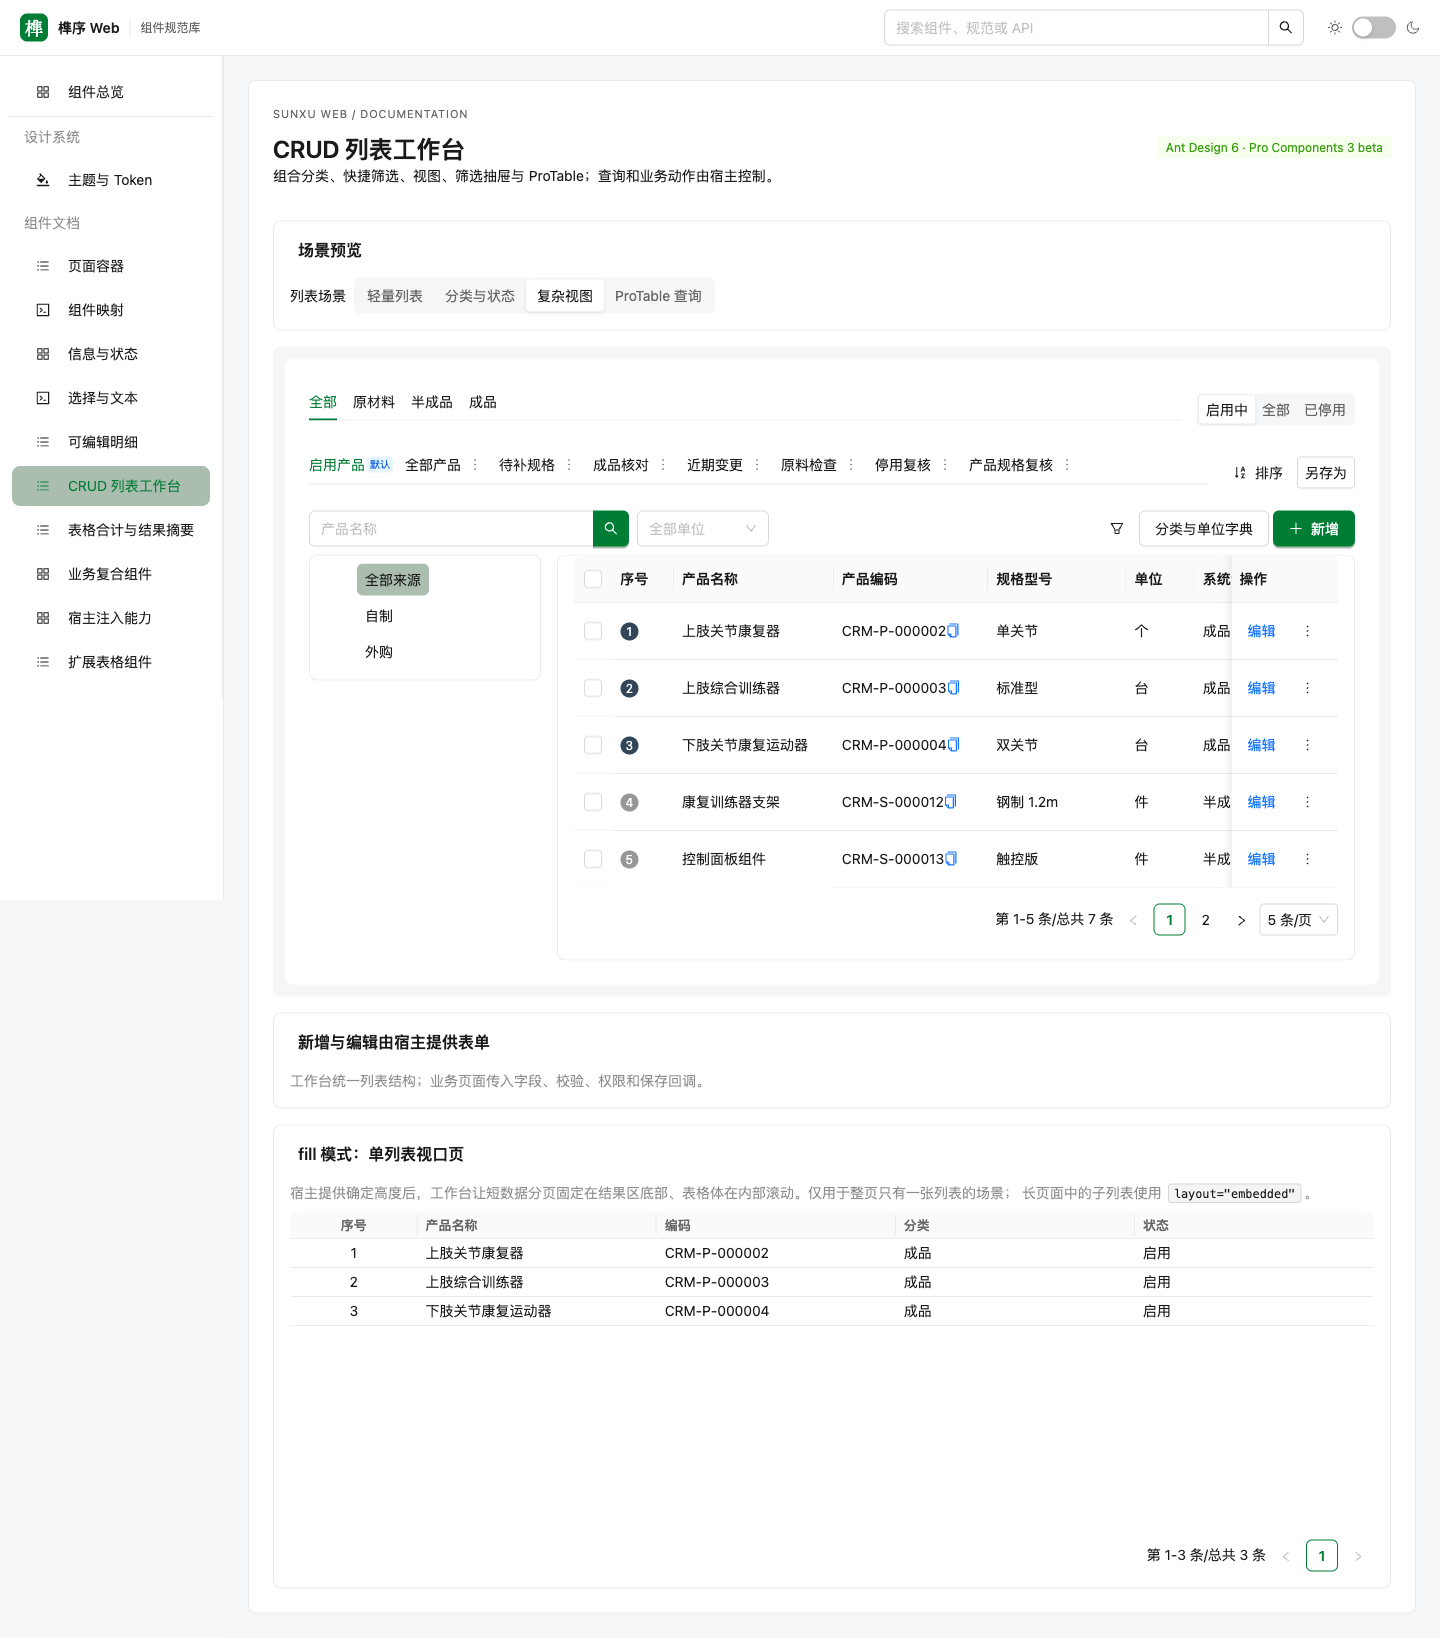 榫 榫序 Web 组件规范库 搜索组件、规范或 API
组件总览
设计系统
主题与 Token
组件文档
页面容器
组件映射
信息与状态
选择与文本
可编辑明细
CRUD 列表工作台
表格合计与结果摘要
业务复合组件
宿主注入能力
扩展表格组件
SUNXU WEB / DOCUMENTATION
CRUD 列表工作台
Ant Design 6 · Pro Components 3 beta
组合分类、快捷筛选、视图、筛选抽屉与 ProTable；查询和业务动作由宿主控制。
场景预览
列表场景 轻量列表 分类与状态 复杂视图 ProTable 查询
全部 原材料 半成品 成品 启用中 全部 已停用
启用产品 默认 全部产品 待补规格 成品核对 近期变更 原料检查 停用复核 产品规格复核 排序 另存为
产品名称 全部单位 分类与单位字典 新增
全部来源
自制
外购
序号 产品名称 产品编码 规格型号 单位 系统 操作
1 上肢关节康复器 CRM-P-000002 单关节 个 成品 编辑
2 上肢综合训练器 CRM-P-000003 标准型 台 成品 编辑
3 下肢关节康复运动器 CRM-P-000004 双关节 台 成品 编辑
4 康复训练器支架 CRM-S-000012 钢制 1.2m 件 半成 编辑
5 控制面板组件 CRM-S-000013 触控版 件 半成 编辑
第 1-5 条/总共 7 条 1 2 5 条/页
新增与编辑由宿主提供表单
工作台统一列表结构；业务页面传入字段、校验、权限和保存回调。
fill 模式：单列表视口页
宿主提供确定高度后，工作台让短数据分页固定在结果区底部、表格体在内部滚动。仅用于整页只有一张列表的场景； 长页面中的子列表使用 layout="embedded" 。
序号 产品名称 编码 分类 状态
1 上肢关节康复器 CRM-P-000002 成品 启用
2 上肢综合训练器 CRM-P-000003 成品 启用
3 下肢关节康复运动器 CRM-P-000004 成品 启用
第 1-3 条/总共 3 条 1